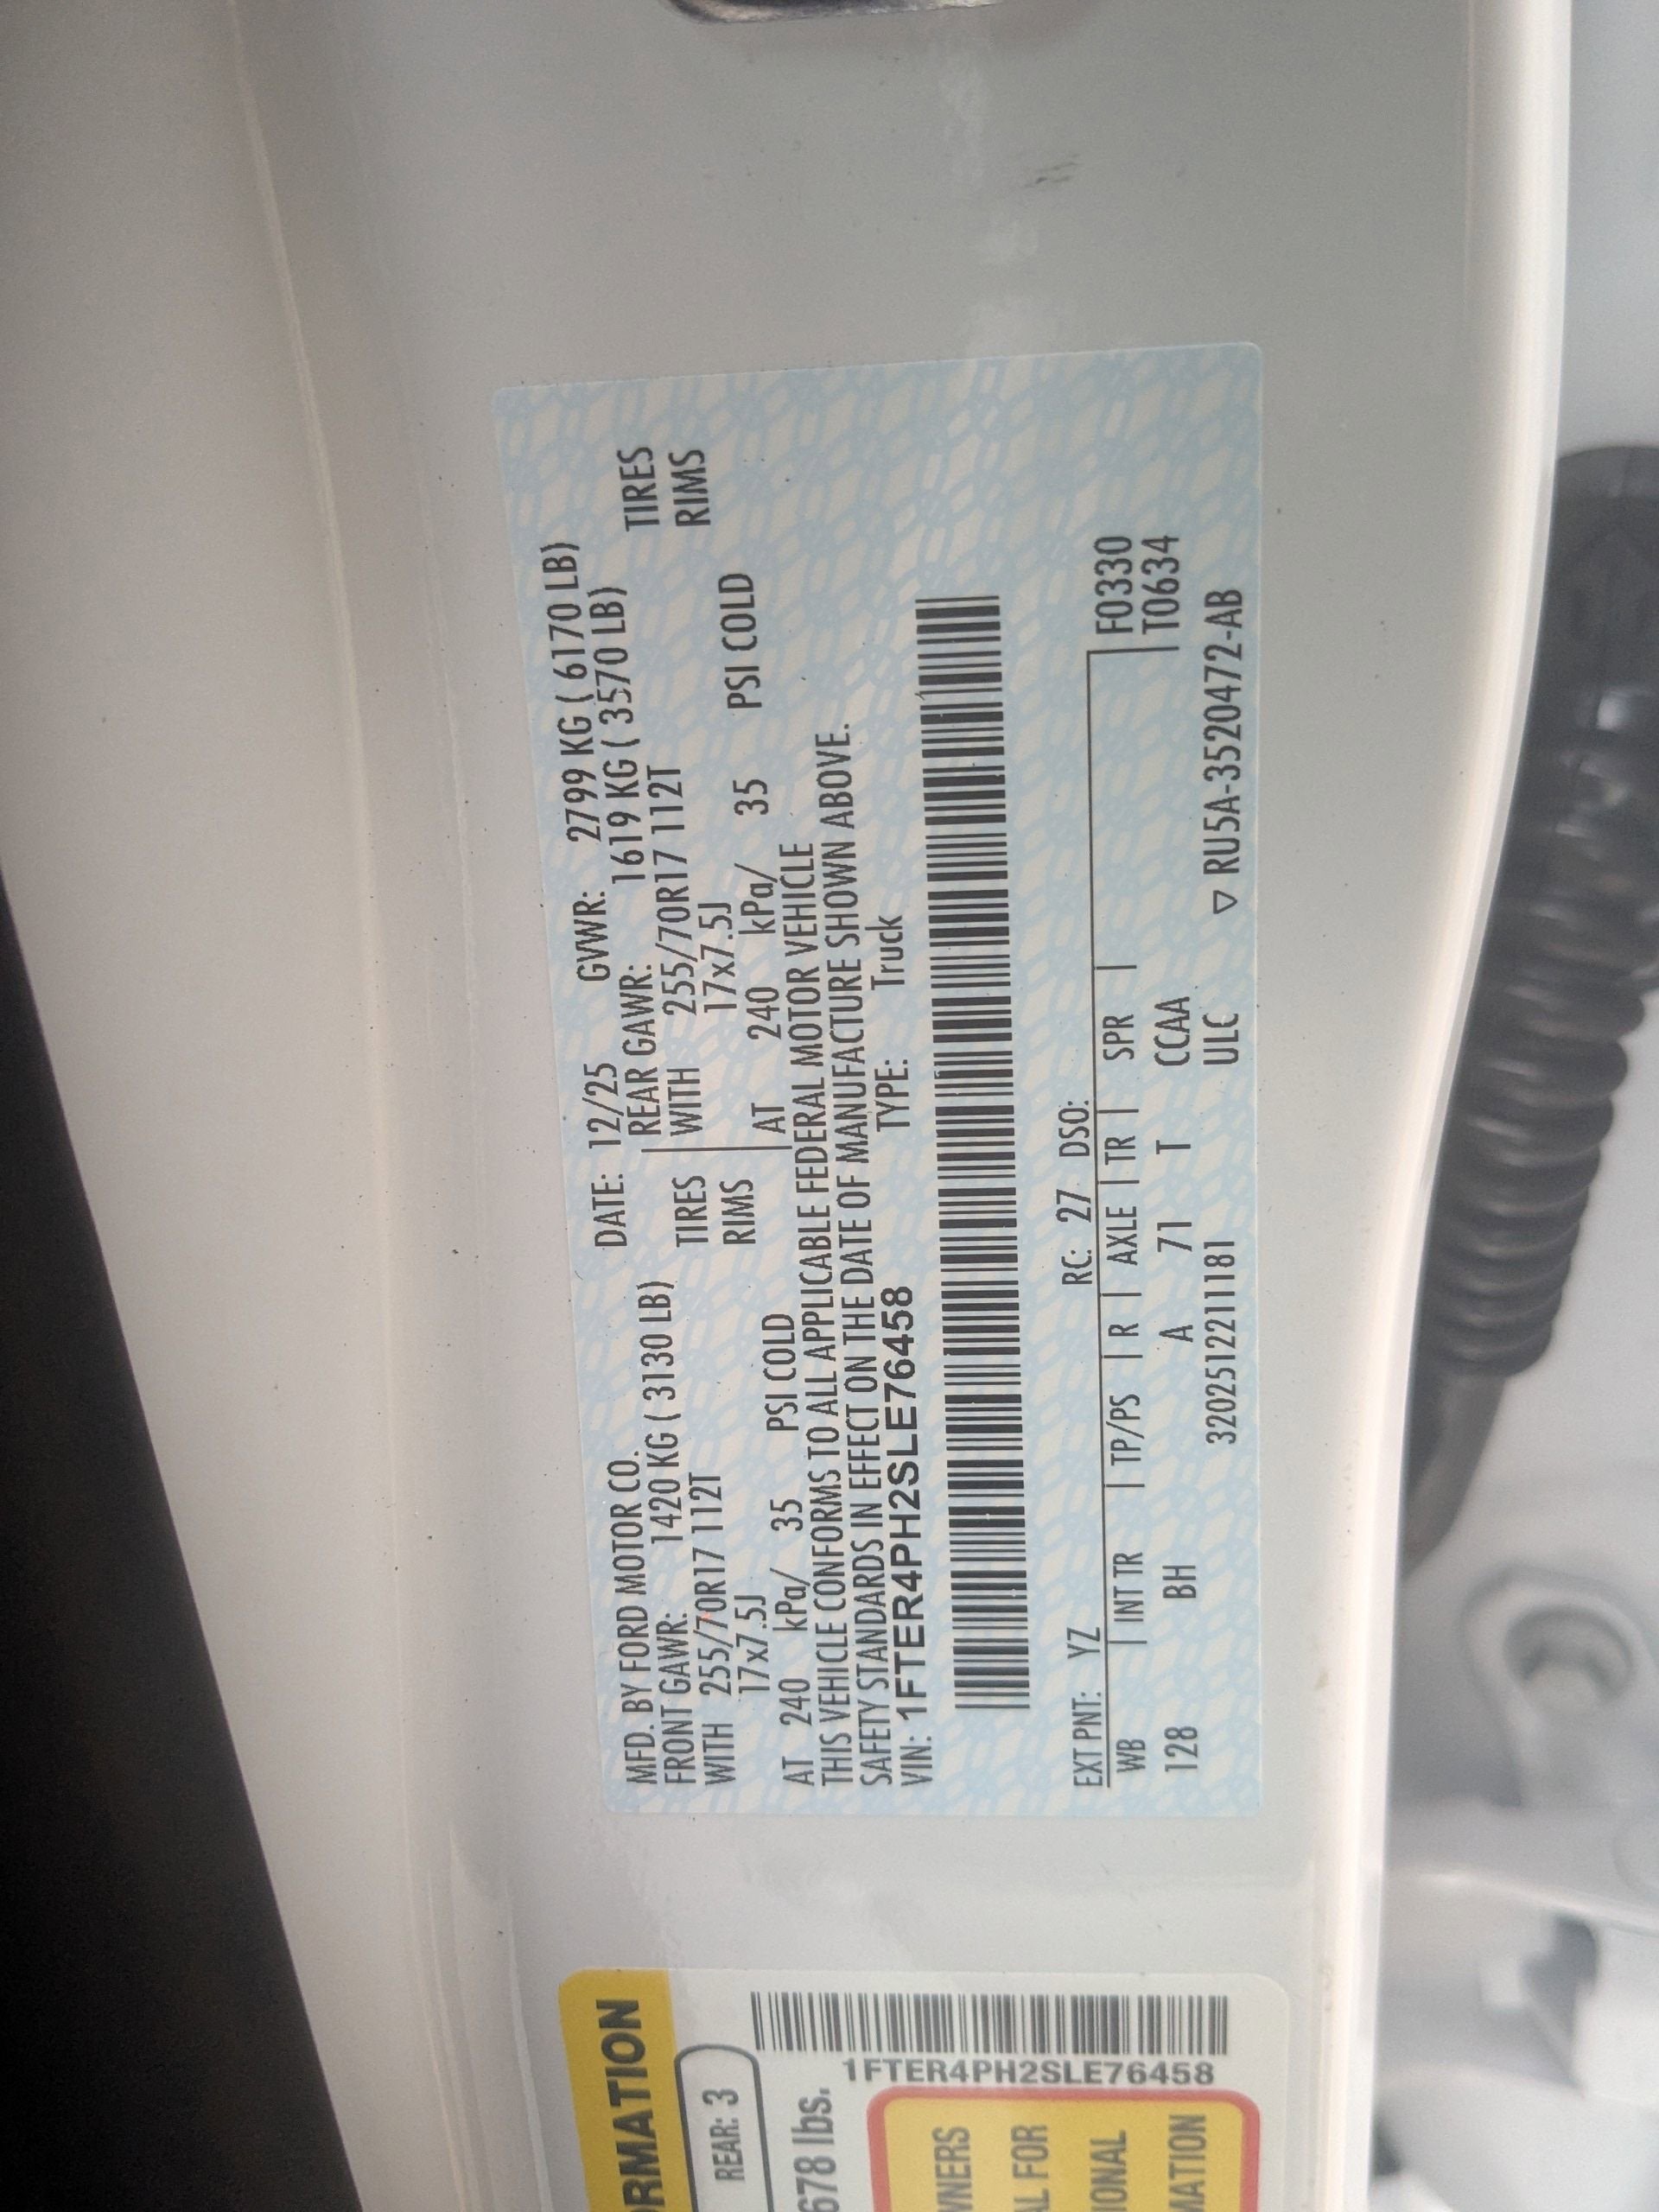 MFD. BY FORD MOTOR CO. DATE: 12/25 GVWR: 2799 KG ( 6170 LB)
FRONT GAWR: 1420 KG ( 3130 LB) REAR GAWR: 1619 KG ( 3570 LB)
WITH 255/70R17 112T TIRES WITH 255/70R17 112T TIRES
17x7.5J RIMS 17x7.5J RIMS
AT 240 kPa/ 35 PSI COLD AT 240 kPa/ 35 PSI COLD
THIS VEHICLE CONFORMS TO ALL APPLICABLE FEDERAL MOTOR VEHICLE
SAFETY STANDARDS IN EFFECT ON THE DATE OF MANUFACTURE SHOWN ABOVE.
VIN: 1FTER4PH2SLE76458 TYPE: Truck
EXT PNT: YZ RC: 27 DSO:
WB | INT TR | TP/PS | R | AXLE | TR | SPR | F0330
128 BH A 71 T CCAA T0634
3202512211181 ULC ▽ RU5A-3520472-AB
ORMATION
REAR: 3
678 lbs.
1FTER4PH2SLE76458
WNERS
AL FOR
IONAL
MATION